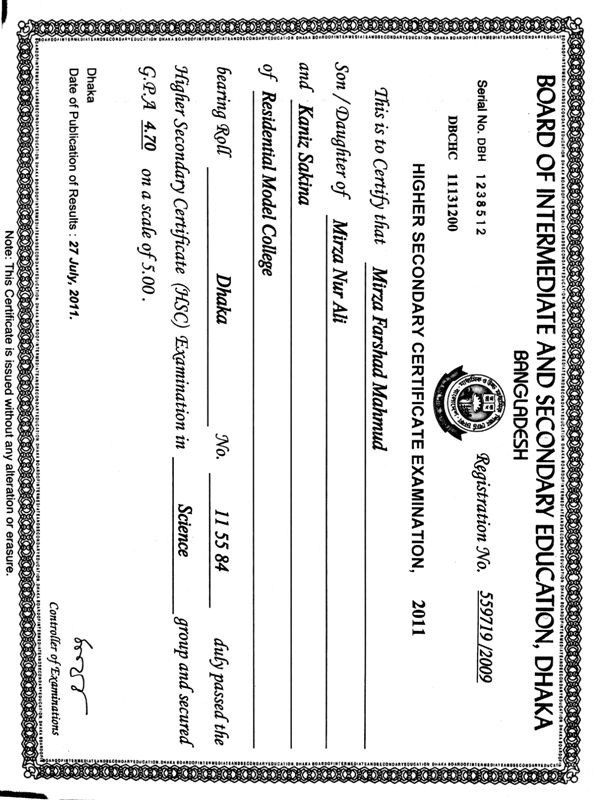 BOARD OF INTERMEDIATE AND SECONDARY EDUCATION, DHAKA
BANGLADESH
Serial No. DBH 1238512
Registration No. 559719/2009
DBCHC 11131200
HIGHER SECONDARY CERTIFICATE EXAMINATION, 2011
This is to Certify that Mirza Farshad Mahmud
Son / Daughter of Mirza Nur Ali
and Kaniz Sakina
of Residential Model College
bearing Roll Dhaka No. 11 55 84 duly passed the
Higher Secondary Certificate (HSC) Examination in Science group and secured
G.P.A 4.70 on a scale of 5.00.
Dhaka
Date of Publication of Results : 27 July, 2011.
Controller of Examinations
Note: This Certificate is issued without any alteration or erasure.